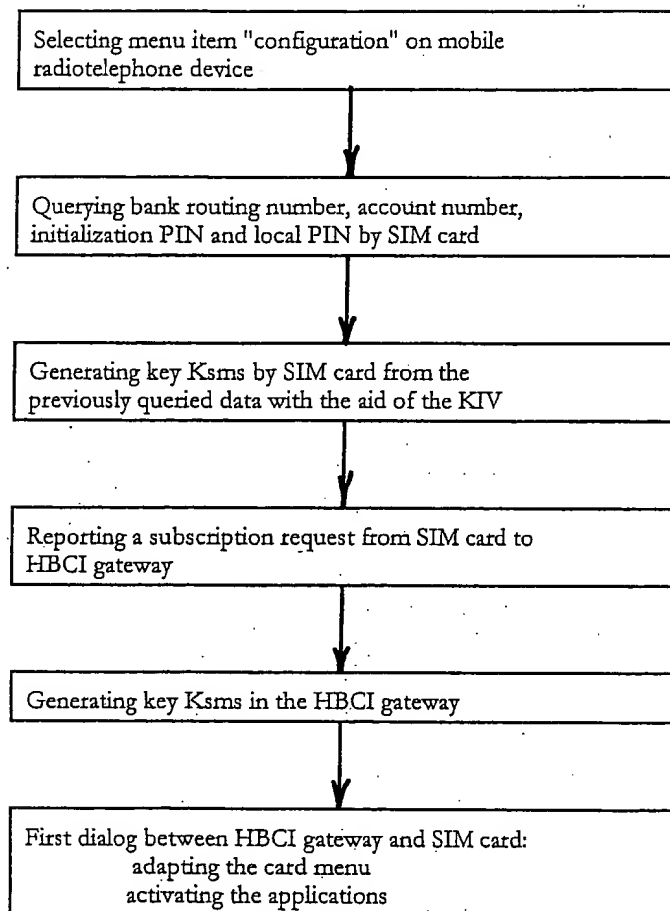 Selecting menu item "configuration" on mobile
radiotelephone device
Querying bank routing number, account number,
initialization PIN and local PIN by SIM card
Generating key Ksms by SIM card from the
previously queried data with the aid of the KIV
Reporting a subscription request from SIM card to
HBCI gateway
Generating key Ksms in the HBCI gateway
First dialog between HBCI gateway and SIM card:
adapting the card menu
activating the applications